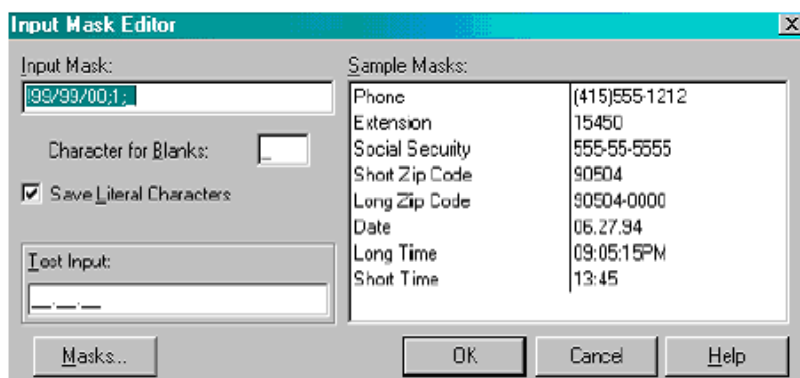 Input Mask Editor
Input Mask:
!99/99/00;1;_
Character for Blanks:
_
Save Literal Characters
Test Input:
__.__.__
Masks...
Sample Masks:
Phone (415)555-1212
Extension 15450
Social Security 555-55-5555
Short Zip Code 90504
Long Zip Code 90504-0000
Date 06.27.94
Long Time 09:05:15PM
Short Time 13:45
OK
Cancel
Help